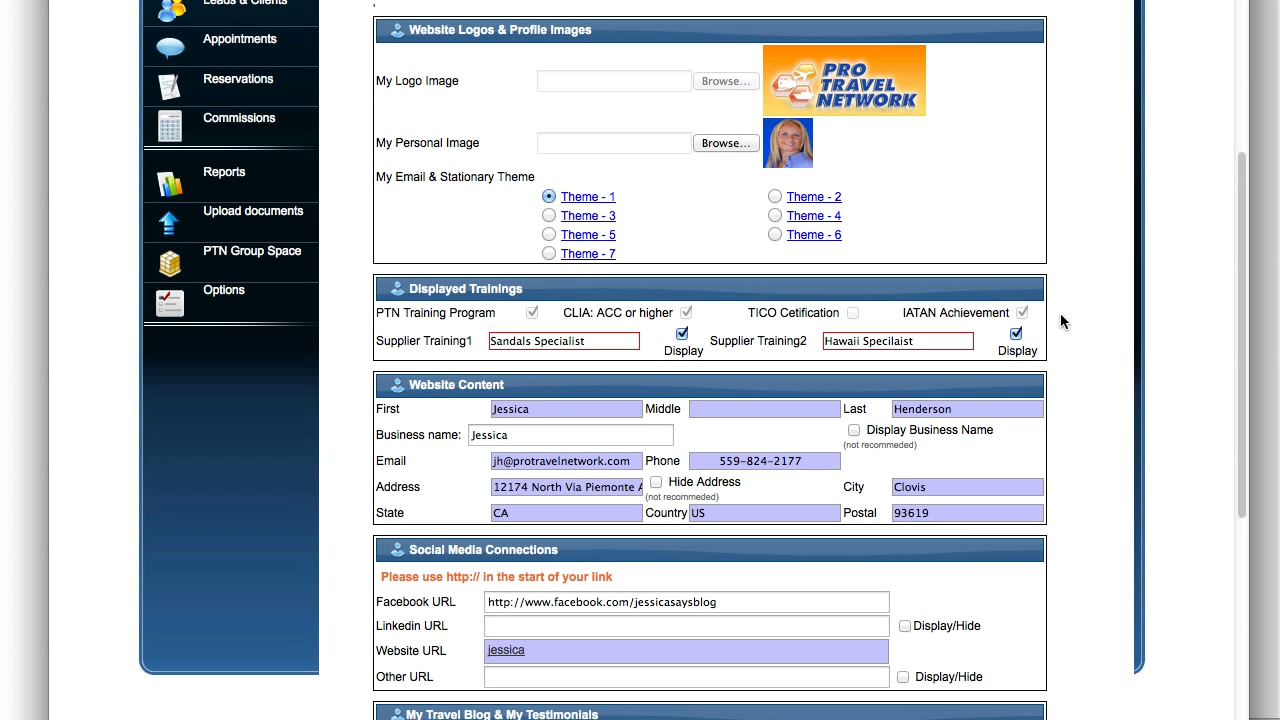 Leads & Clients
Appointments
Reservations
Commissions
Reports
Upload documents
PTN Group Space
Options
Website Logos & Profile Images
My Logo Image Browse... PRO TRAVEL NETWORK
My Personal Image Browse...
My Email & Stationary Theme
Theme - 1 Theme - 2
Theme - 3 Theme - 4
Theme - 5 Theme - 6
Theme - 7
Displayed Trainings
PTN Training Program CLIA: ACC or higher TICO Cetification IATAN Achievement
Supplier Training1 Sandals Specialist Display Supplier Training2 Hawaii Specilaist Display
Website Content
First Jessica Middle Last Henderson
Business name: Jessica Display Business Name
(not recommeded)
Email jh@protravelnetwork.com Phone 559-824-2177
Address 12174 North Via Piemonte A Hide Address City Clovis
(not recommeded)
State CA Country US Postal 93619
Social Media Connections
Please use http:// in the start of your link
Facebook URL http://www.facebook.com/jessicasaysblog
Linkedin URL Display/Hide
Website URL jessica
Other URL Display/Hide
My Travel Blog & My Testimonials